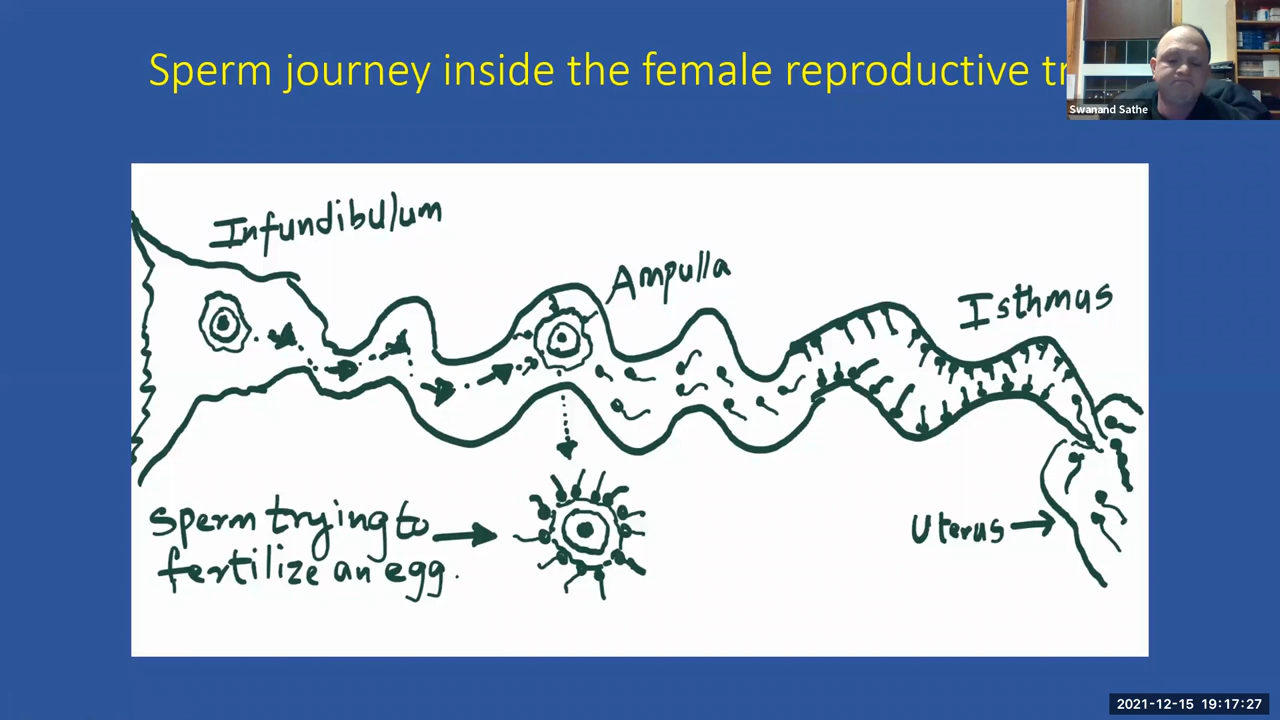 Sperm journey inside the female reproductive
Swanand Sathe
Infundibulum
Ampulla
Isthmus
Sperm trying to
fertilize an egg.
Uterus
2021-12-15 19:17:27